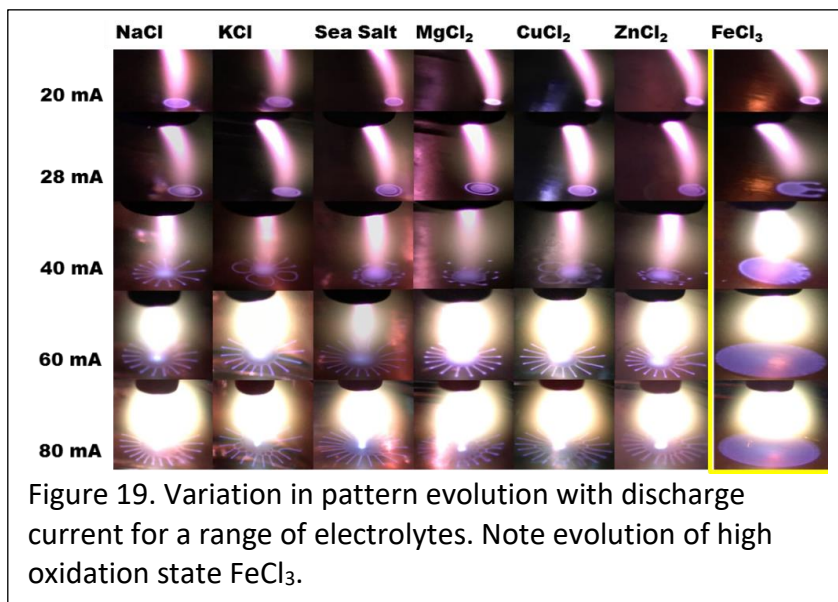 NaCl KCl Sea Salt MgCl₂ CuCl₂ ZnCl₂ FeCl₃
20 mA
28 mA
40 mA
60 mA
80 mA
Figure 19. Variation in pattern evolution with discharge
current for a range of electrolytes. Note evolution of high
oxidation state FeCl₃.